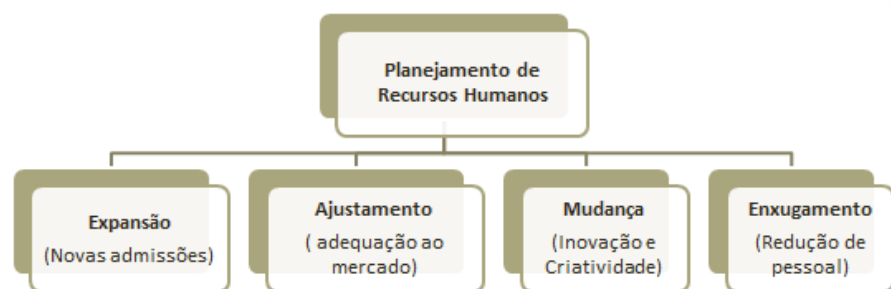 Planejamento de
Recursos Humanos
Expansão
(Novas admissões)
Ajustamento
( adequação ao
mercado)
Mudança
(Inovação e
Criatividade)
Enxugamento
(Redução de
pessoal)